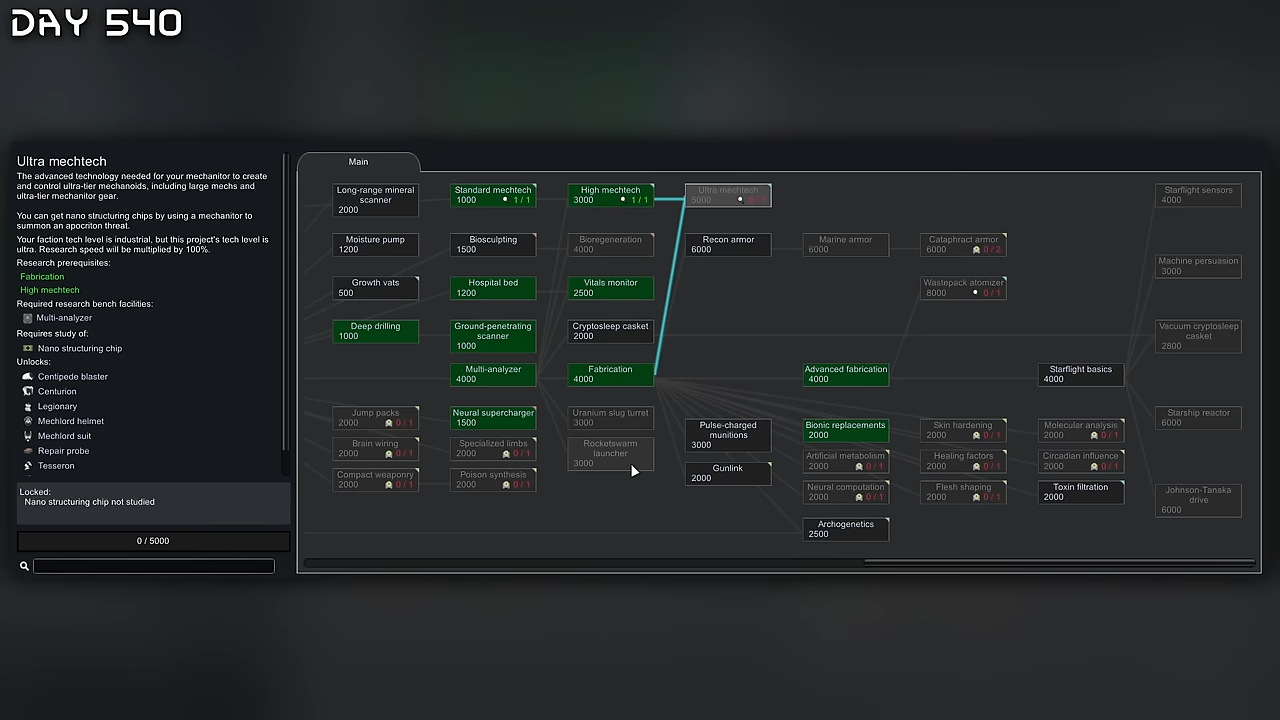 DAY 540
Ultra mechtech
The advanced technology needed for your mechanitor to create
and control ultra-tier mechanoids, including large mechs and
ultra-tier mechanitor gear.
You can get nano structuring chips by using a mechanitor to
summon an apocriton threat.
Your faction tech level is industrial, but this project's tech level is
ultra. Research speed will be multiplied by 100%.
Research prerequisites:
Fabrication
High mechtech
Required research bench facilities:
Multi-analyzer
Requires study of:
Nano structuring chip
Unlocks:
Centipede blaster
Centurion
Legionary
Mechlord helmet
Mechlord suit
Repair probe
Tesseron
Locked:
Nano structuring chip not studied
0 / 5000
Main
Long-range mineral
scanner
2000
Standard mechtech
1000 1 / 1
High mechtech
3000 1 / 1
Ultra mechtech
5000 0 / 1
Starflight sensors
4000
Moisture pump
1200
Biosculpting
1500
Bioregeneration
4000
Recon armor
6000
Marine armor
6000
Cataphract armor
6000 0 / 2
Machine persuasion
3000
Growth vats
500
Hospital bed
1200
Vitals monitor
2500
Wastepack atomizer
8000 0 / 1
Deep drilling
1000
Ground-penetrating
scanner
1000
Cryptosleep casket
2000
Vacuum cryptosleep
casket
2800
Multi-analyzer
4000
Fabrication
4000
Advanced fabrication
4000
Starflight basics
4000
Jump packs
2000 0 / 1
Neural supercharger
1500
Uranium slug turret
3000
Pulse-charged
munitions
3000
Bionic replacements
2000
Skin hardening
2000 0 / 1
Molecular analysis
2000 0 / 1
Starship reactor
6000
Brain wiring
2000 0 / 1
Specialized limbs
2000 0 / 1
Rocketswarm
launcher
3000
Artificial metabolism
2000 0 / 1
Healing factors
2000 0 / 1
Circadian influence
2000 0 / 1
Compact weaponry
2000 0 / 1
Poison synthesis
2000 0 / 1
Gunlink
2000
Neural computation
2000 0 / 1
Flesh shaping
2000 0 / 1
Toxin filtration
2000
Johnson-Tanaka
drive
6000
Archogenetics
2500